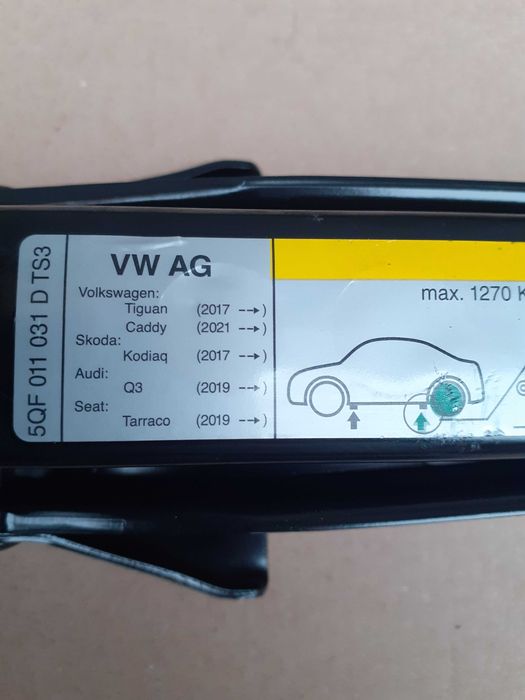 5QF 011 031 D TS3
VW AG
Volkswagen:
Tiguan (2017 --→)
Caddy (2021 --→)
Skoda:
Kodiaq (2017 --→)
Audi:
Q3 (2019 --→)
Seat:
Tarraco (2019 --→)
max. 1270 K